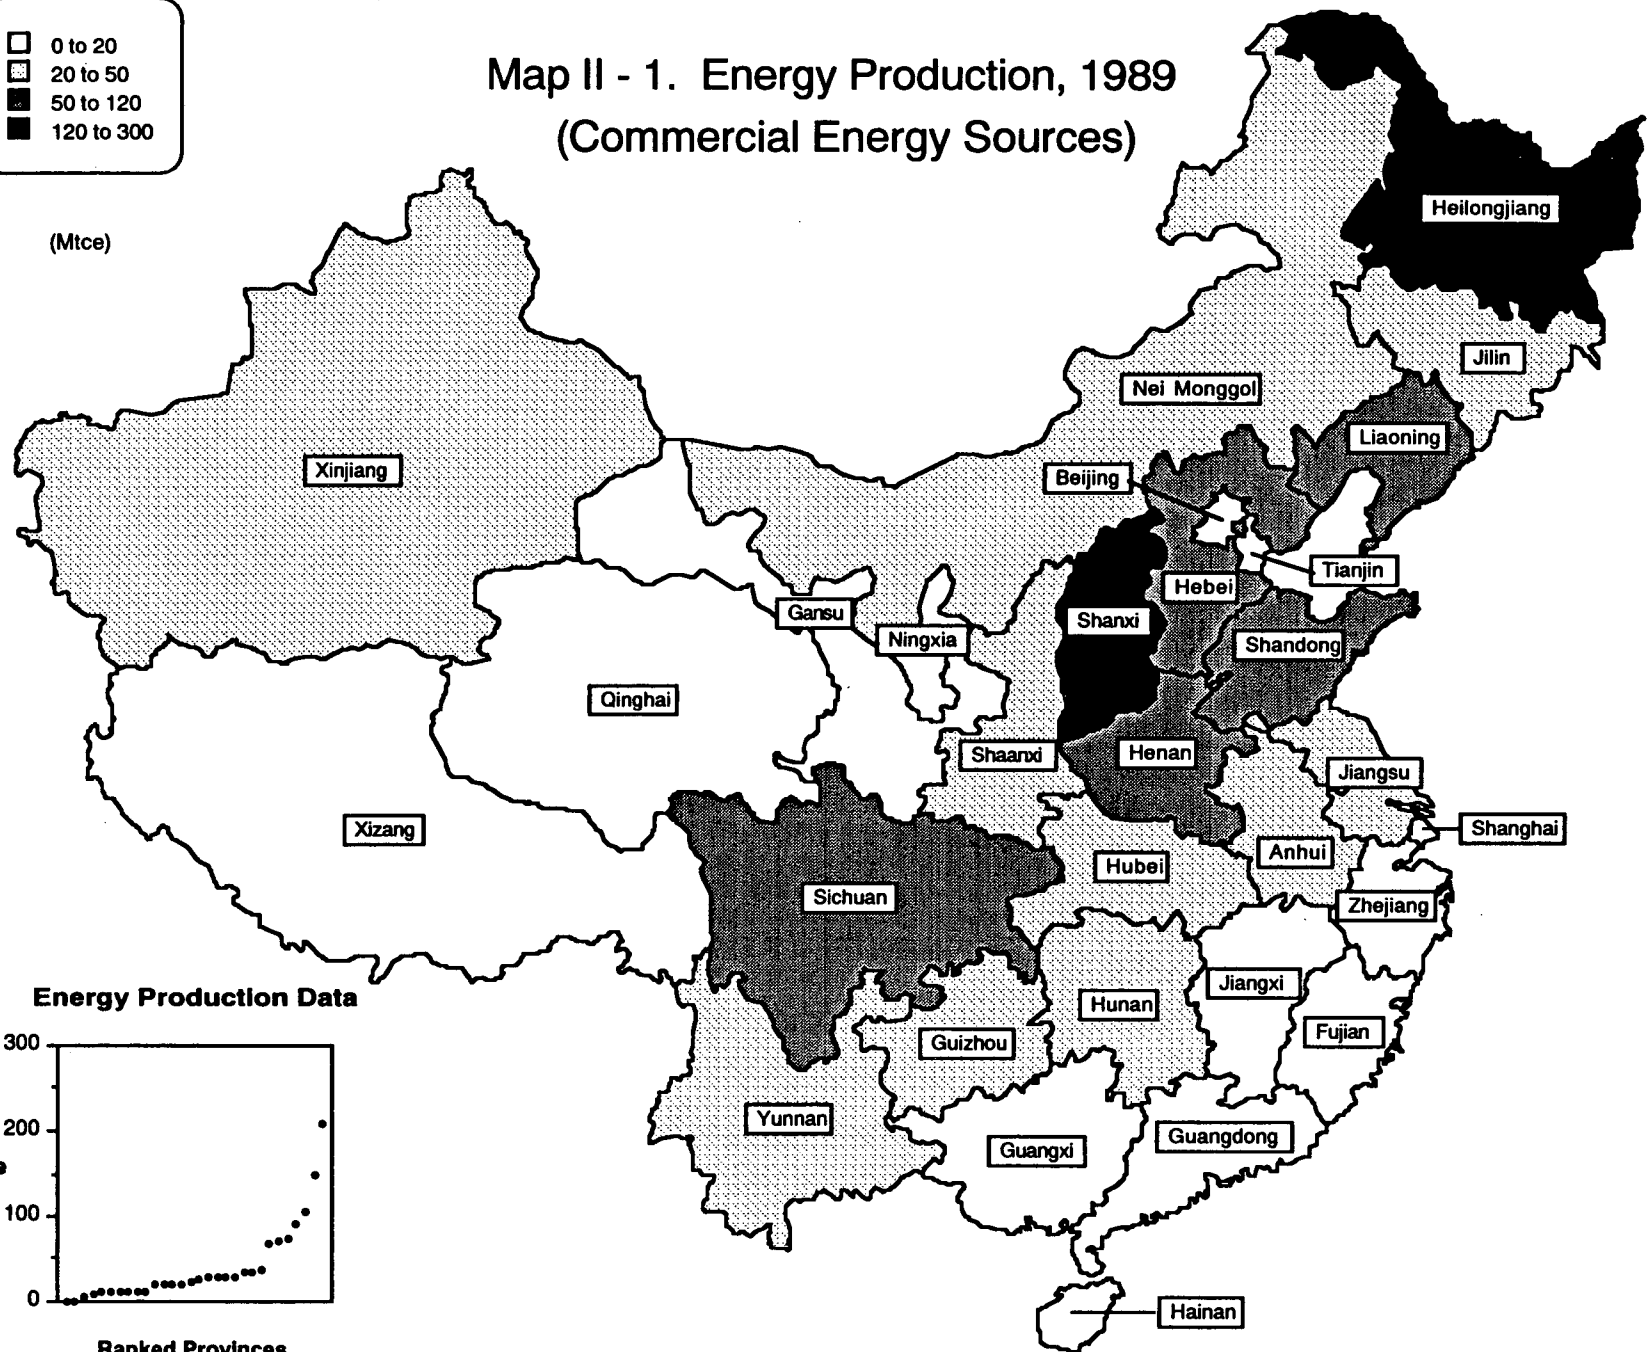 0 to 20
20 to 50
50 to 120
120 to 300
Map II - 1. Energy Production, 1989
(Commercial Energy Sources)
(Mtce)
Heilongjiang
Jilin
Nei Monggol
Liaoning
Xinjiang
Beijing
Tianjin
Hebei
Gansu
Shanxi
Ningxia
Shandong
Qinghai
Shaanxi
Henan
Jiangsu
Xizang
Shanghai
Anhui
Hubei
Sichuan
Zhejiang
Jiangxi
Energy Production Data
Hunan
Fujian
Guizhou
300
Yunnan
200
Guangdong
Guangxi
100
0
Hainan
Ranked Provinces